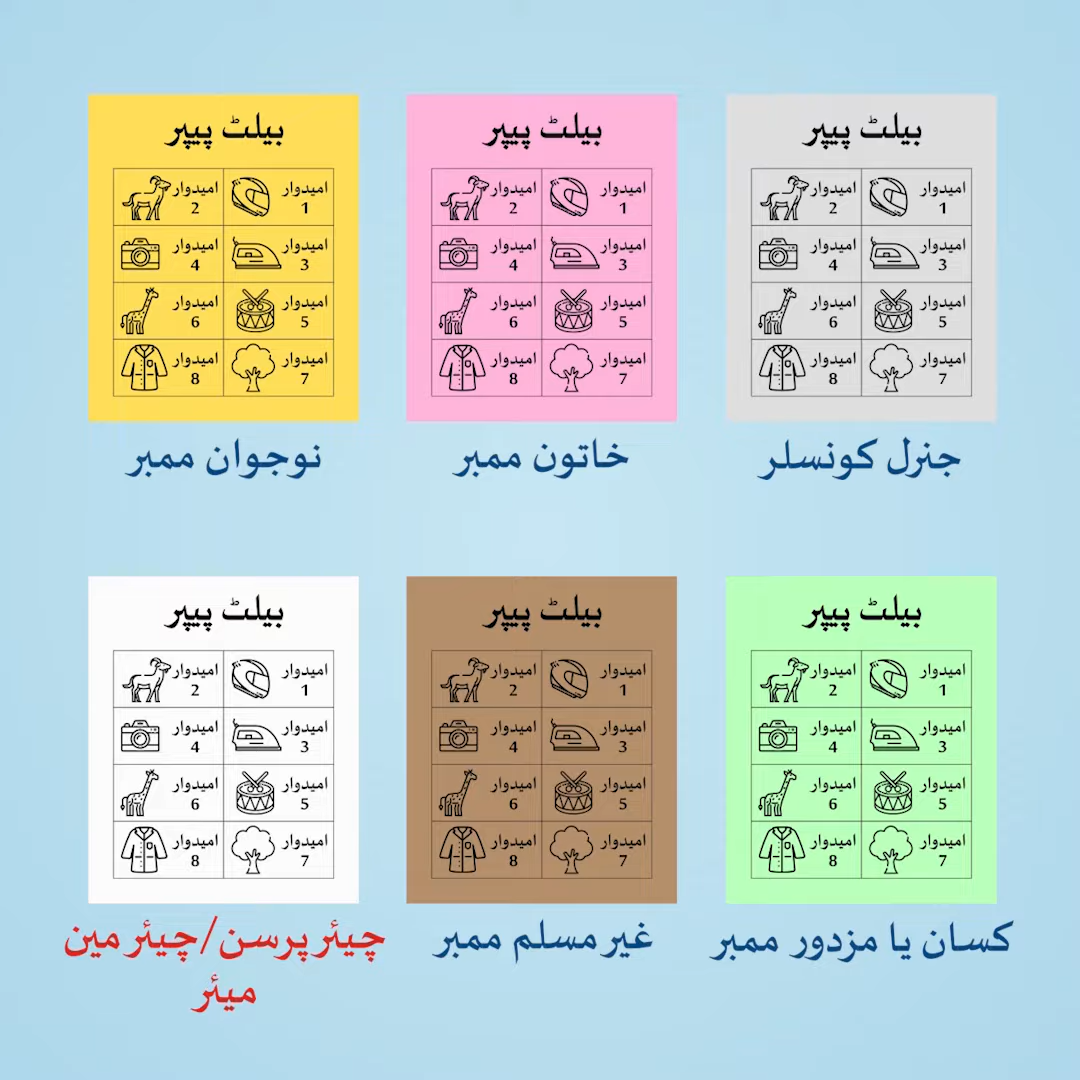 بیلٹ پیپر
امیدوار 1
امیدوار 2
امیدوار 3
امیدوار 4
امیدوار 5
امیدوار 6
امیدوار 7
امیدوار 8
جنرل کونسلر
بیلٹ پیپر
امیدوار 1
امیدوار 2
امیدوار 3
امیدوار 4
امیدوار 5
امیدوار 6
امیدوار 7
امیدوار 8
خاتون ممبر
بیلٹ پیپر
امیدوار 1
امیدوار 2
امیدوار 3
امیدوار 4
امیدوار 5
امیدوار 6
امیدوار 7
امیدوار 8
نوجوان ممبر
بیلٹ پیپر
امیدوار 1
امیدوار 2
امیدوار 3
امیدوار 4
امیدوار 5
امیدوار 6
امیدوار 7
امیدوار 8
کسان یا مزدور ممبر
بیلٹ پیپر
امیدوار 1
امیدوار 2
امیدوار 3
امیدوار 4
امیدوار 5
امیدوار 6
امیدوار 7
امیدوار 8
غیر مسلم ممبر
بیلٹ پیپر
امیدوار 1
امیدوار 2
امیدوار 3
امیدوار 4
امیدوار 5
امیدوار 6
امیدوار 7
امیدوار 8
چیئر پرسن/چیئر مین
میئر